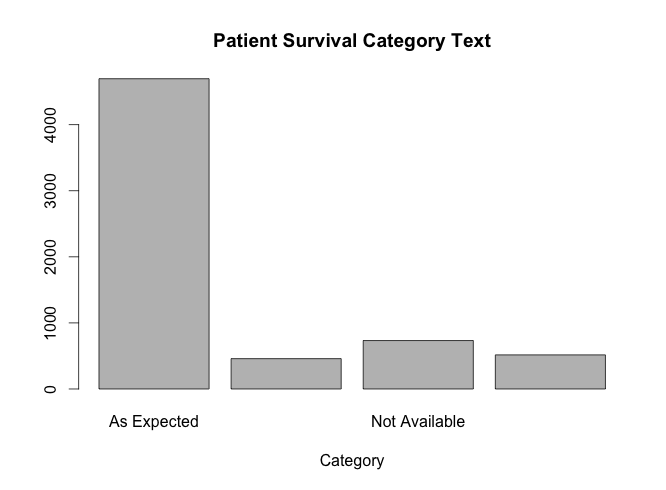 Patient Survival Category Text
4000
3000
2000
1000
0
As Expected Not Available
Category